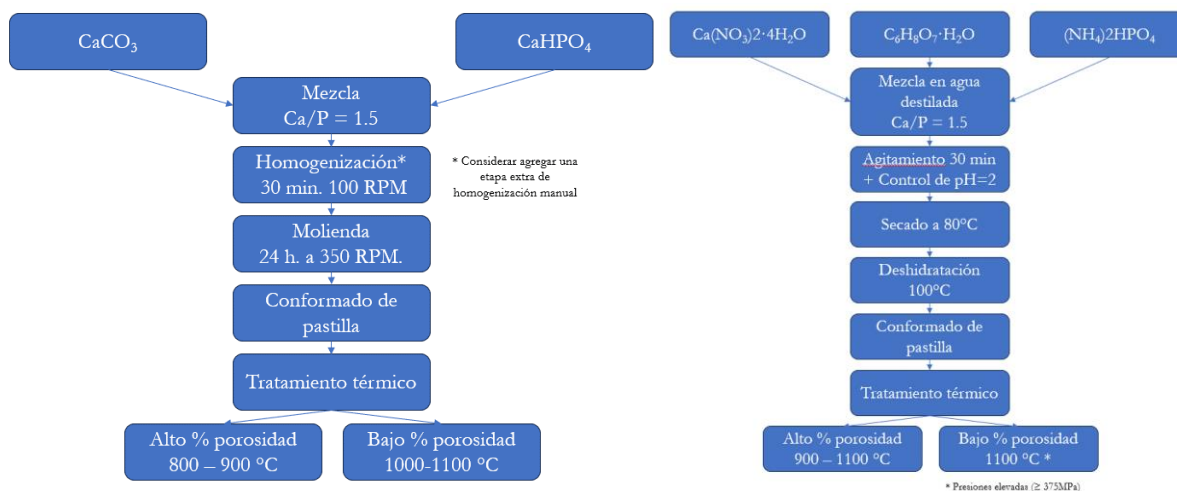 CaCO₃
CaHPO₄
Mezcla
Ca/P = 1.5
Homogenización*
30 min. 100 RPM
* Considerar agregar una
etapa extra de
homogenización manual
Molienda
24 h. a 350 RPM.
Conformado de
pastilla
Tratamiento térmico
Alto % porosidad
800 – 900 °C
Bajo % porosidad
1000-1100 °C
Ca(NO₃)2·4H₂O
C₆H₈O₇·H₂O
(NH₄)2HPO₄
Mezcla en agua
destilada
Ca/P = 1.5
Agitamiento 30 min
+ Control de pH=2
Secado a 80°C
Deshidratación
100°C
Conformado de
pastilla
Tratamiento térmico
Alto % porosidad
900 – 1100 °C
Bajo % porosidad
1100 °C *
* Presiones elevadas (≥ 375MPa)